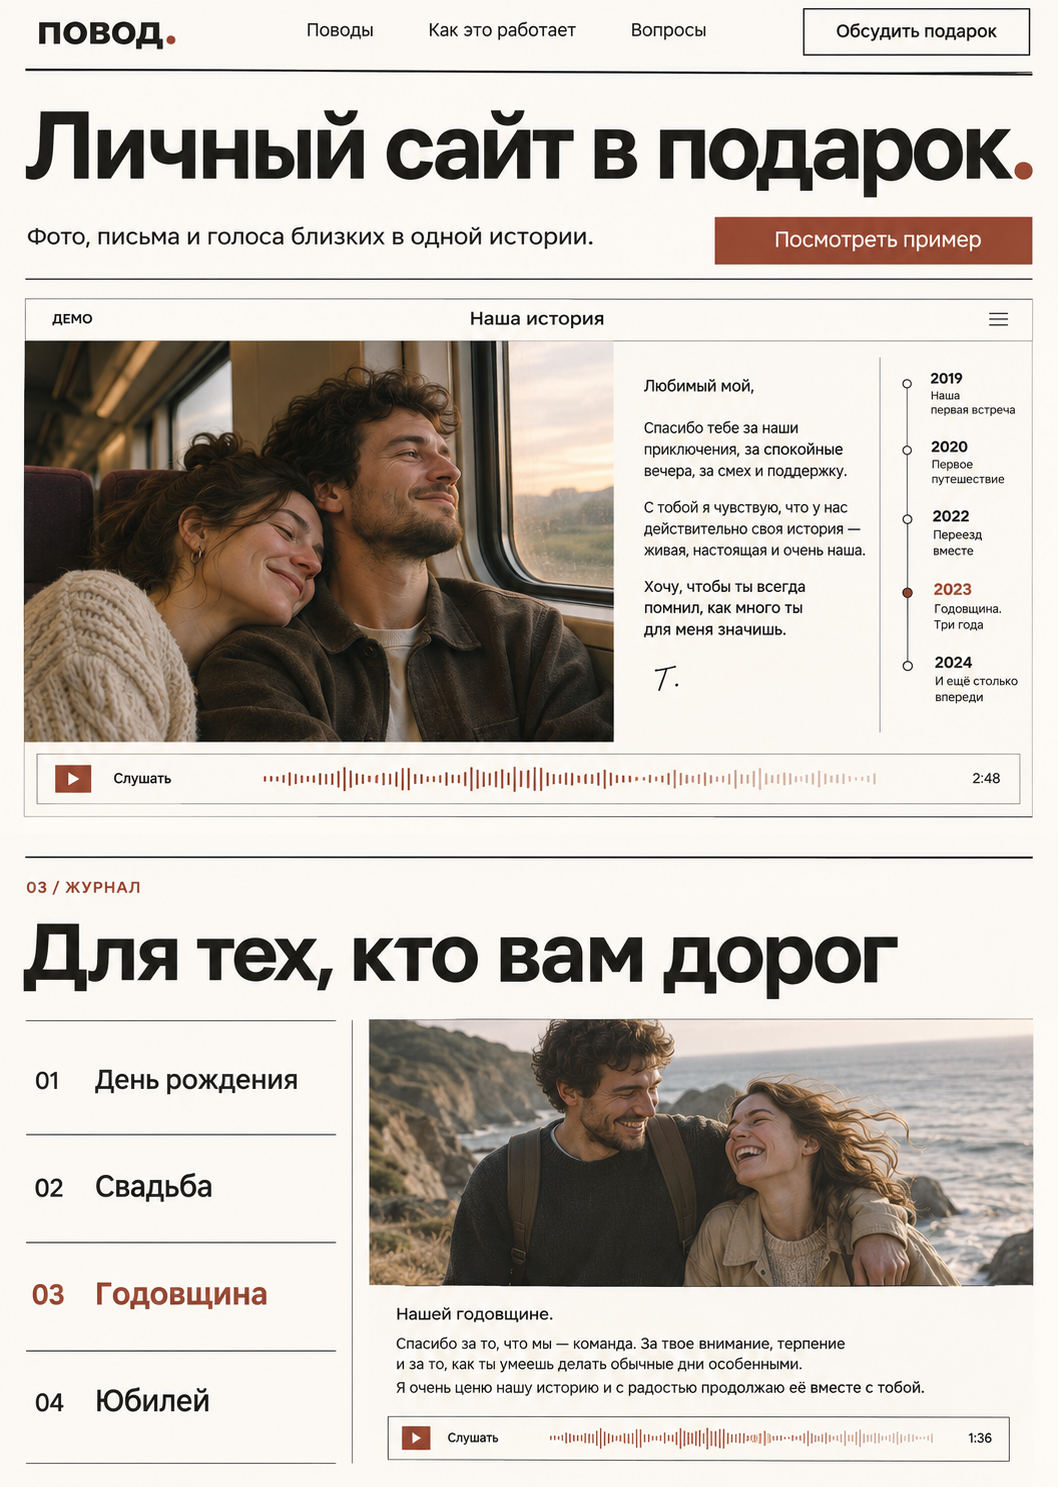 повод.
Поводы
Как это работает
Вопросы
Обсудить подарок
Личный сайт в подарок.
Фото, письма и голоса близких в одной истории.
Посмотреть пример
ДЕМО
Наша история
Любимый мой,
Спасибо тебе за наши
приключения, за спокойные
вечера, за смех и поддержку.
С тобой я чувствую, что у нас
действительно своя история —
живая, настоящая и очень наша.
Хочу, чтобы ты всегда
помнил, как много ты
для меня значишь.
Т.
2019
Наша
первая встреча
2020
Первое
путешествие
2022
Переезд
вместе
2023
Годовщина.
Три года
2024
И ещё столько
впереди
Слушать
2:48
03 / ЖУРНАЛ
Для тех, кто вам дорог
01 День рождения
02 Свадьба
03 Годовщина
04 Юбилей
Нашей годовщине.
Спасибо за то, что мы — команда. За твое внимание, терпение
и за то, как ты умеешь делать обычные дни особенными.
Я очень ценю нашу историю и с радостью продолжаю её вместе с тобой.
Слушать
1:36